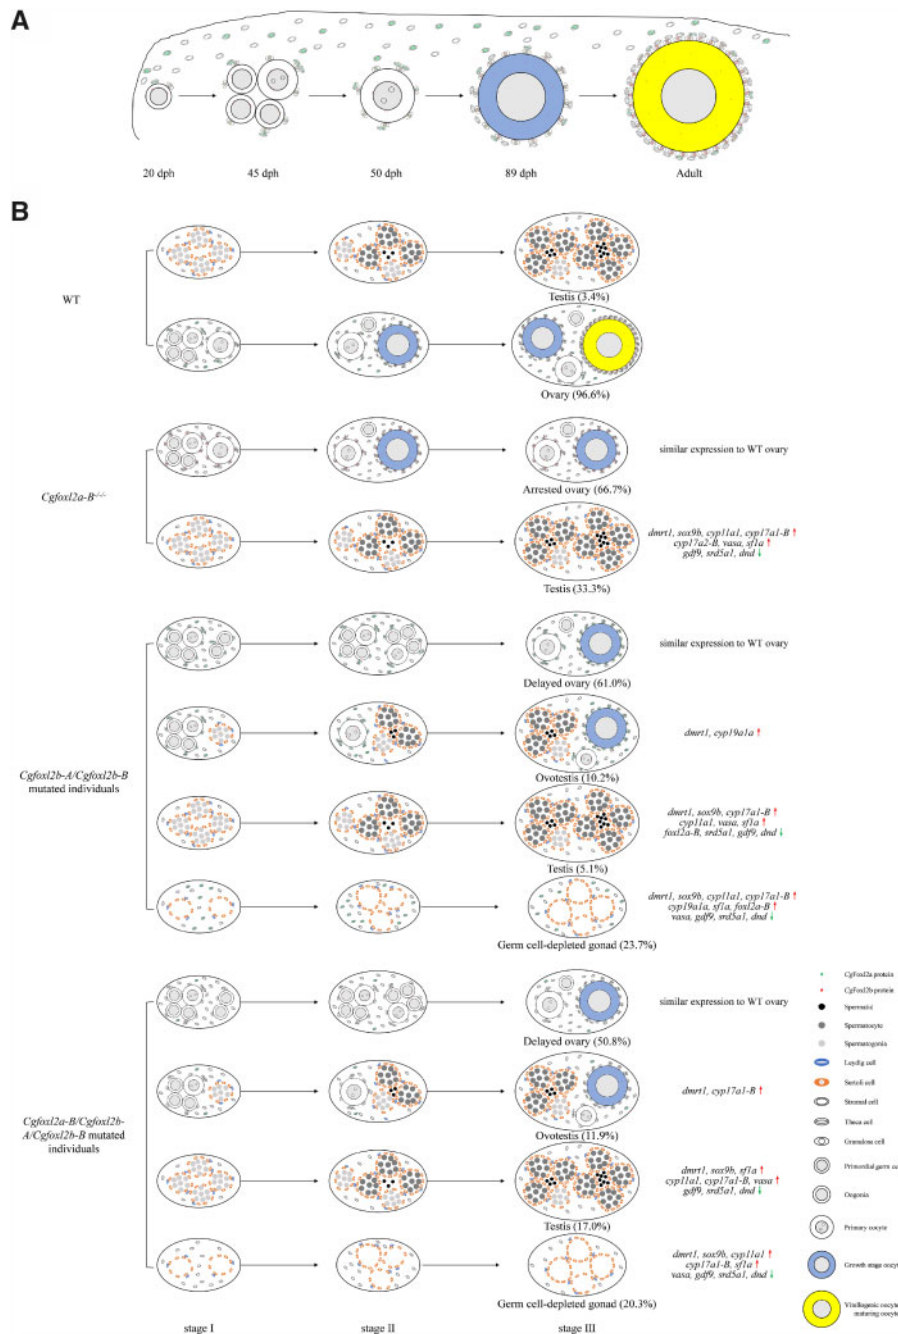 A
20 dph
45 dph
50 dph
89 dph
Adult
B
WT
Testis (3.4%)
Ovary (96.6%)
Cgfoxl2a-B-/-/-
Arrested ovary (66.7%)
similar expression to WT ovary
Testis (33.3%)
dmrt1, sox9b, cyp11a1, cyp17a1-B ↑
cyp17a2-B, vasa, sf1a ↑
gdf9, srd5a1, dnd ↓
Cgfoxl2b-A/Cgfoxl2b-B
mutated individuals
Delayed ovary (61.0%)
similar expression to WT ovary
Ovotestis (10.2%)
dmrt1, cyp19a1a ↑
Testis (5.1%)
dmrt1, sox9b, cyp17a1-B ↑
cyp11a1, vasa, sf1a ↑
foxl2a-B, srd5a1, gdf9, dnd ↓
Germ cell-depleted gonad (23.7%)
dmrt1, sox9b, cyp11a1, cyp17a1-B ↑
cyp19a1a, sf1a, foxl2a-B ↑
vasa, gdf9, srd5a1, dnd ↓
Cgfoxl2a-B/Cgfoxl2b-
A/Cgfoxl2b-B mutated
individuals
Delayed ovary (50.8%)
similar expression to WT ovary
Ovotestis (11.9%)
dmrt1, cyp17a1-B ↑
Testis (17.0%)
dmrt1, sox9b, sf1a ↑
cyp11a1, cyp17a1-B, vasa ↑
gdf9, srd5a1, dnd ↓
Germ cell-depleted gonad (20.3%)
dmrt1, sox9b, cyp11a1 ↑
cyp17a1-B, sf1a ↑
vasa, gdf9, srd5a1, dnd ↓
stage I
stage II
stage III
CgFoxl2a protein
CgFoxl2b protein
Spermatid
Spermatocyte
Spermatogonia
Leydig cell
Sertoli cell
Stromal cell
Theca cell
Granulosa cell
Primordial germ ce
Oogonia
Primary oocyte
Growth stage oocyte
Vitellogenic oocyte
maturing oocyte